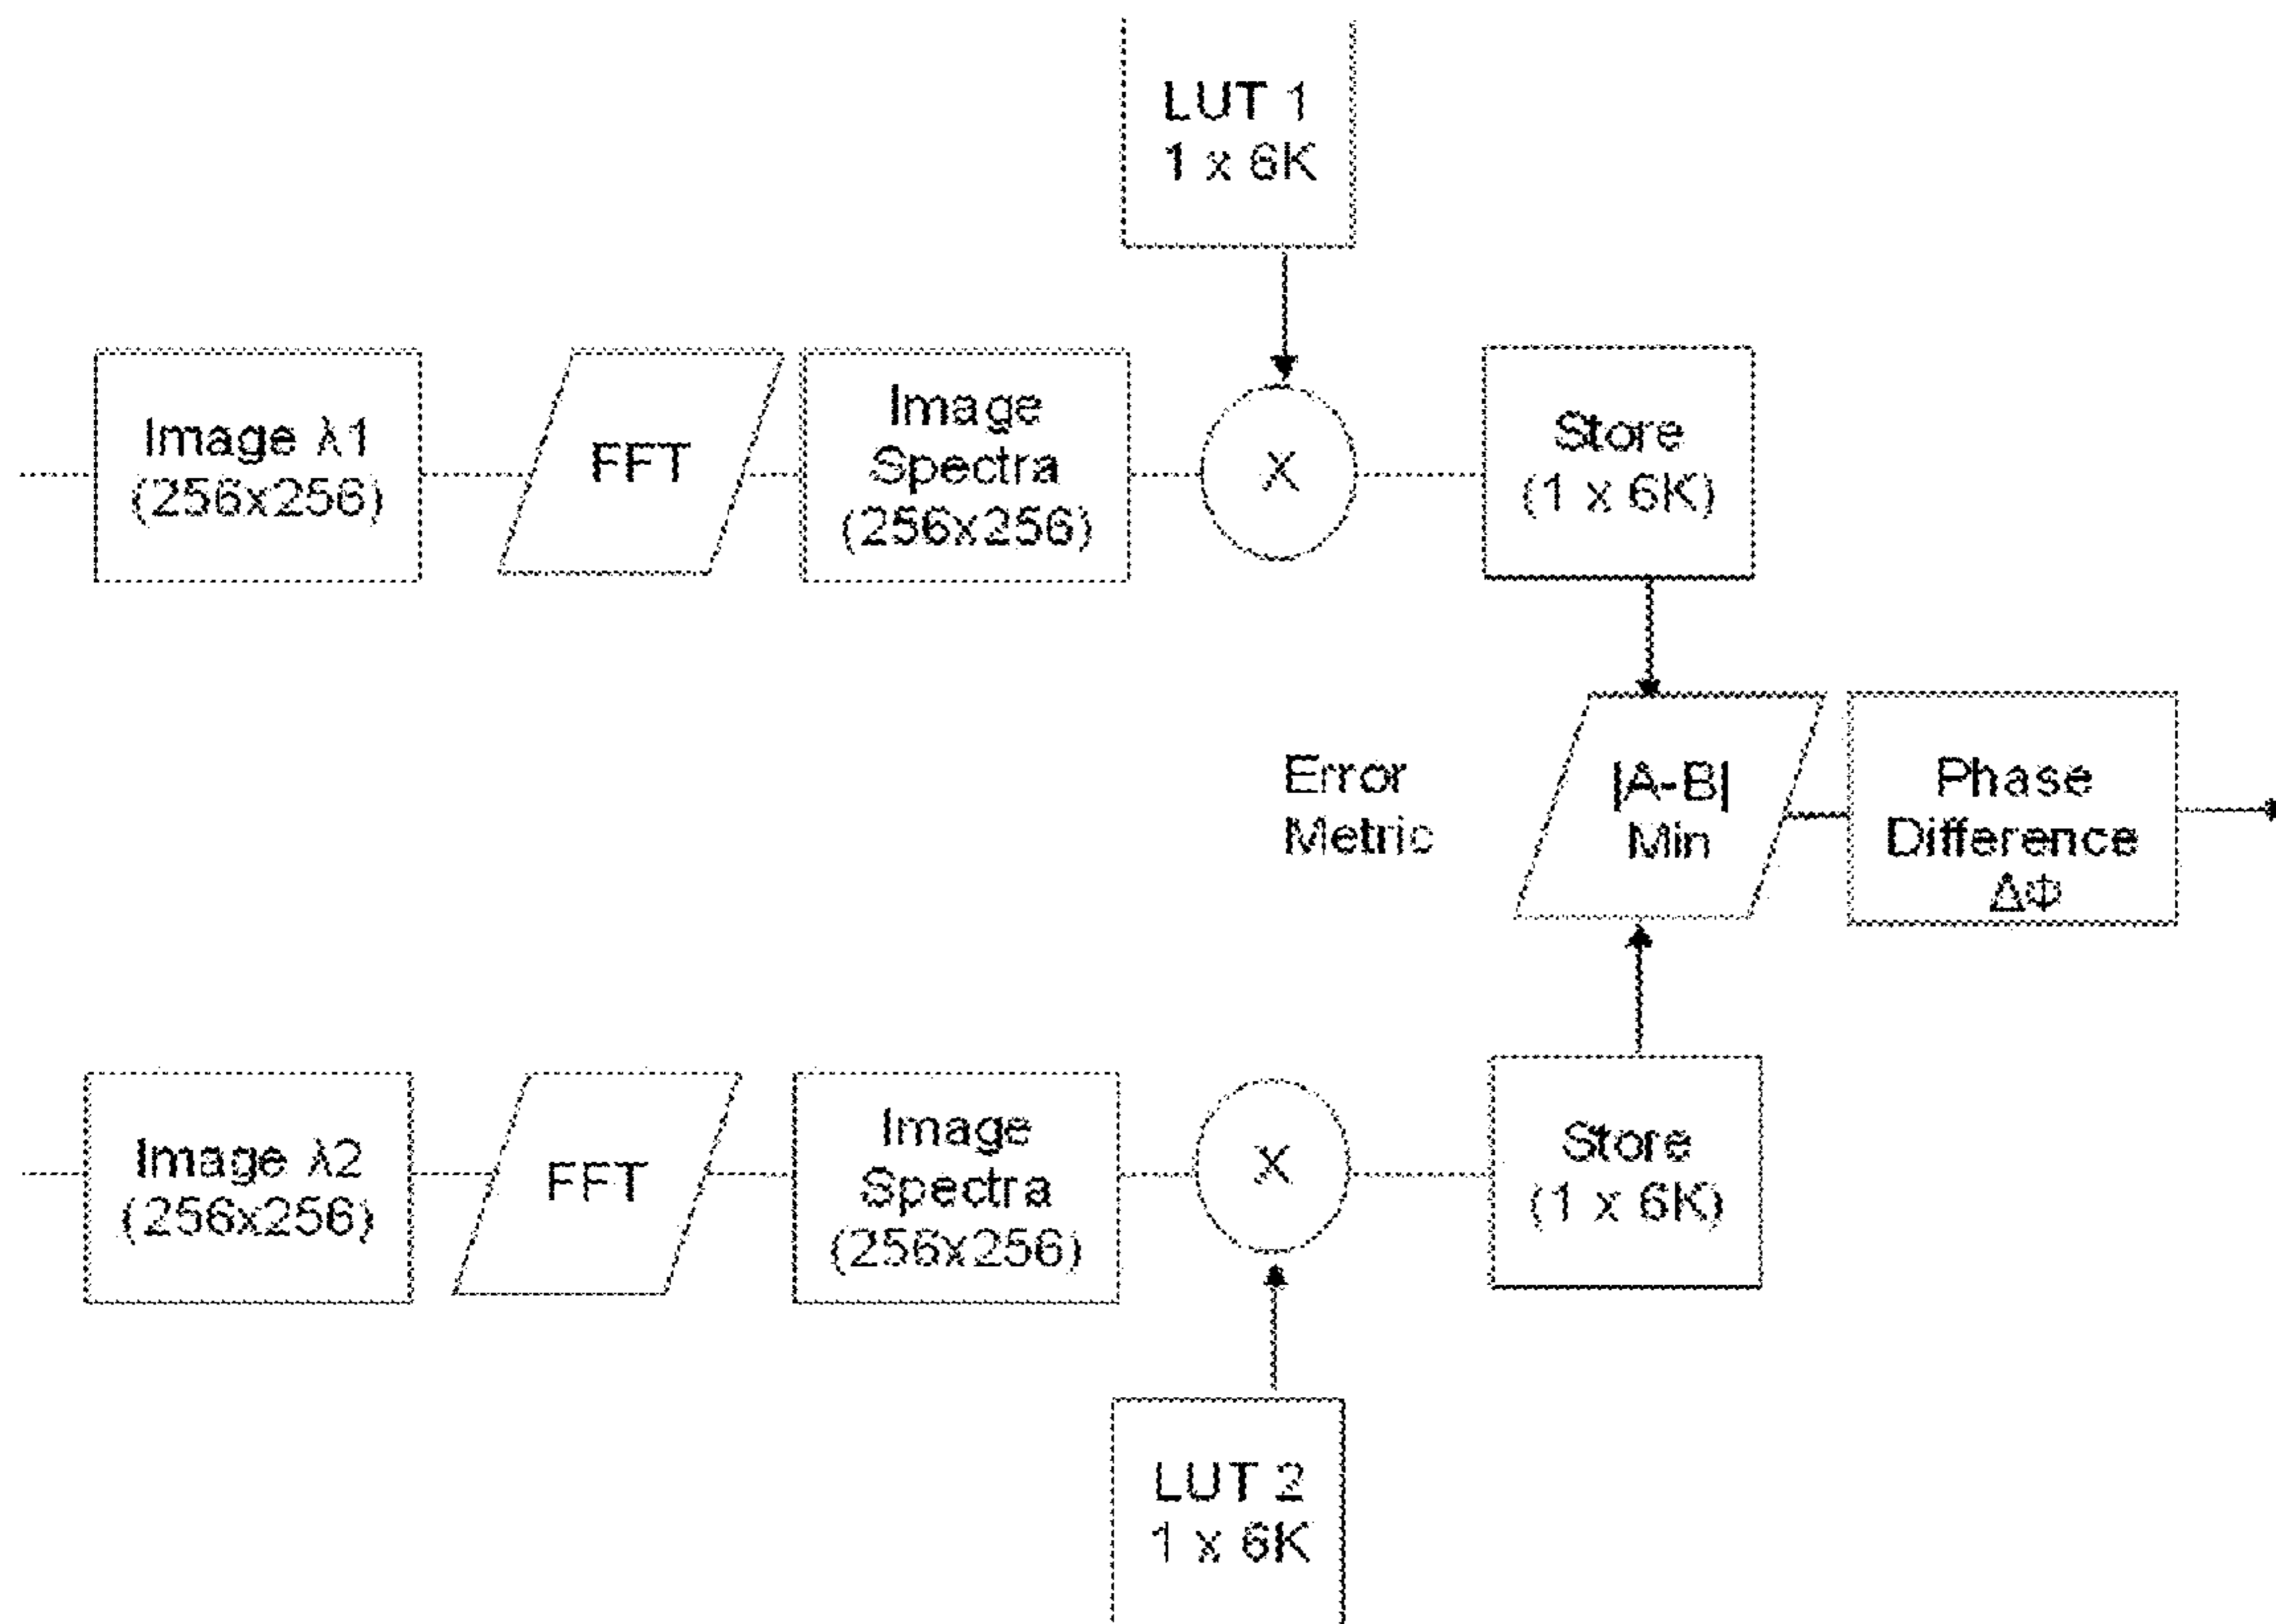 LUT 1
1 x 6K
Image λ1
(256x256)
FFT
Image
Spectra
(256x256)
X
Store
(1 x 6K)
Error
Metric
|A-B|
Min
Phase
Difference
ΔΦ
Image λ2
(256x256)
FFT
Image
Spectra
(256x256)
X
Store
(1 x 6K)
LUT 2
1 x 6K